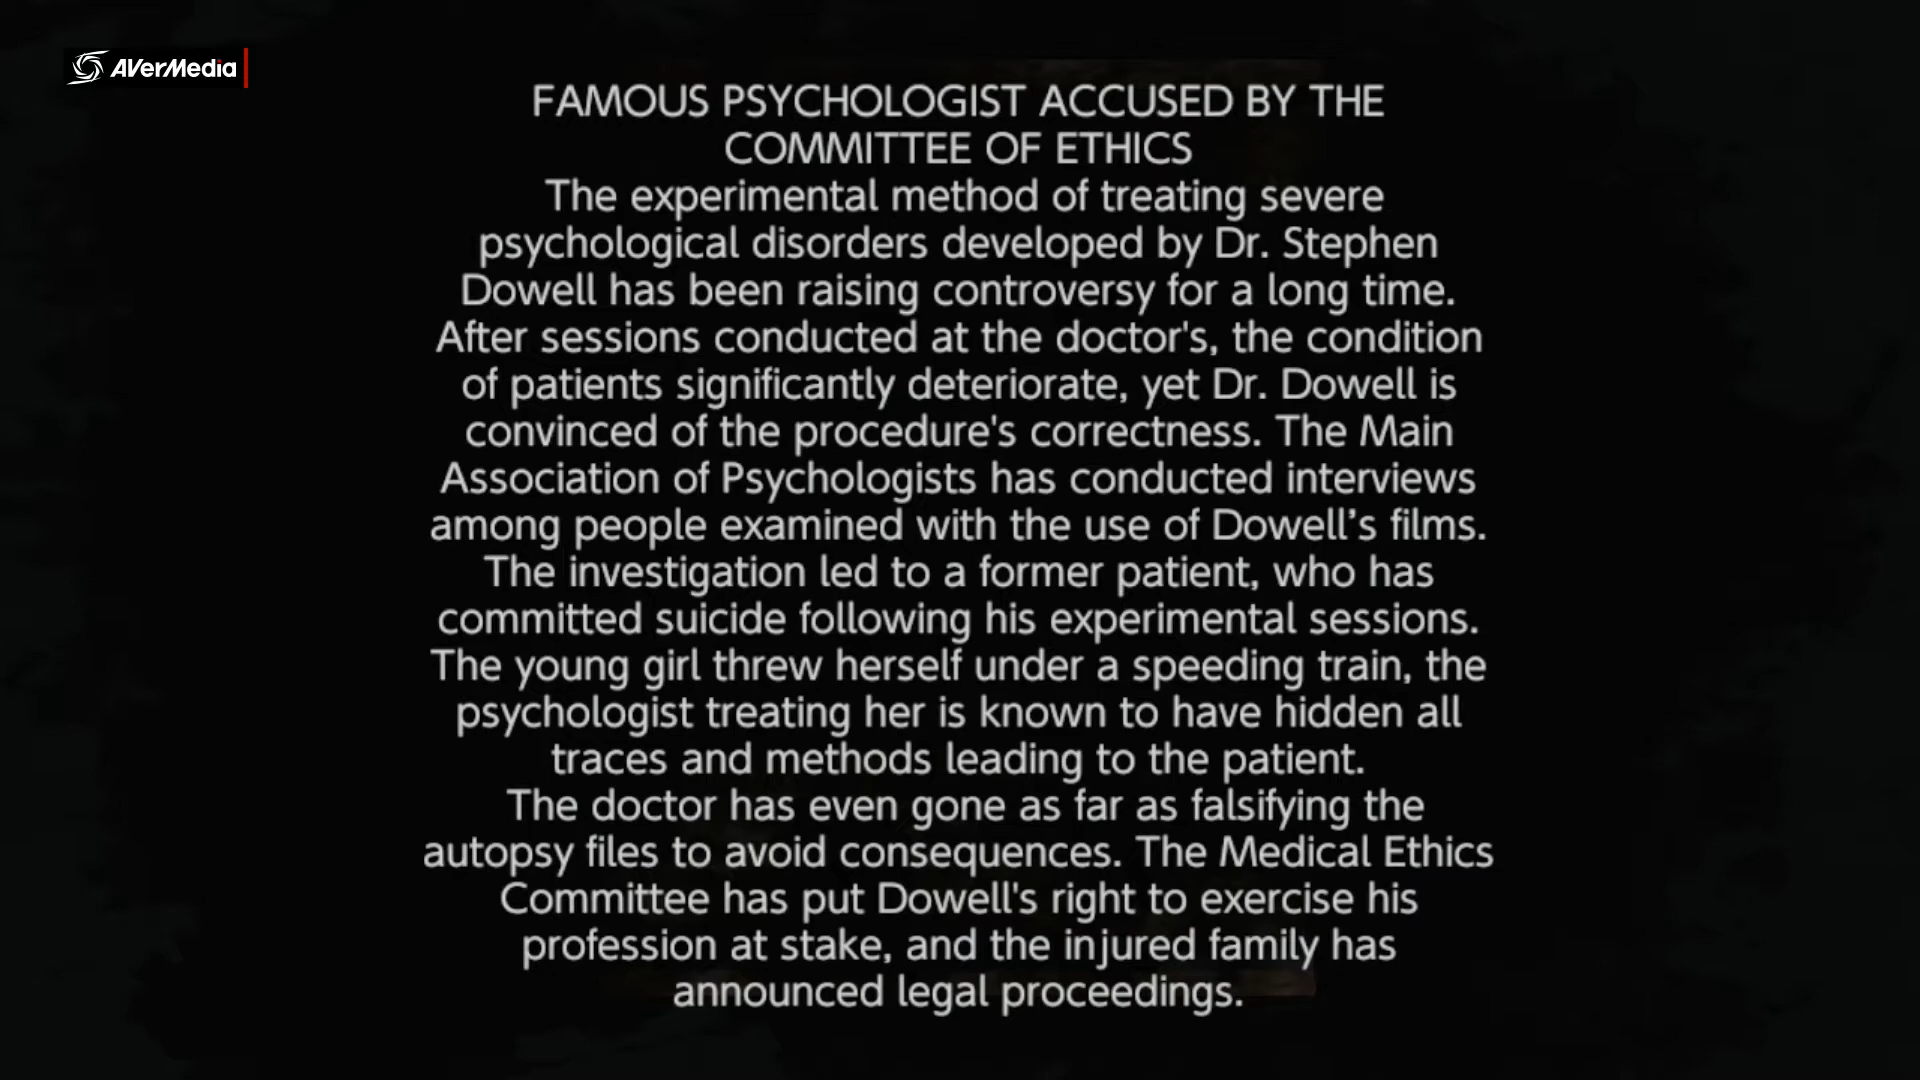 AVerMedia
FAMOUS PSYCHOLOGIST ACCUSED BY THE
COMMITTEE OF ETHICS
The experimental method of treating severe
psychological disorders developed by Dr. Stephen
Dowell has been raising controversy for a long time.
After sessions conducted at the doctor's, the condition
of patients significantly deteriorate, yet Dr. Dowell is
convinced of the procedure's correctness. The Main
Association of Psychologists has conducted interviews
among people examined with the use of Dowell’s films.
The investigation led to a former patient, who has
committed suicide following his experimental sessions.
The young girl threw herself under a speeding train, the
psychologist treating her is known to have hidden all
traces and methods leading to the patient.
The doctor has even gone as far as falsifying the
autopsy files to avoid consequences. The Medical Ethics
Committee has put Dowell's right to exercise his
profession at stake, and the injured family has
announced legal proceedings.